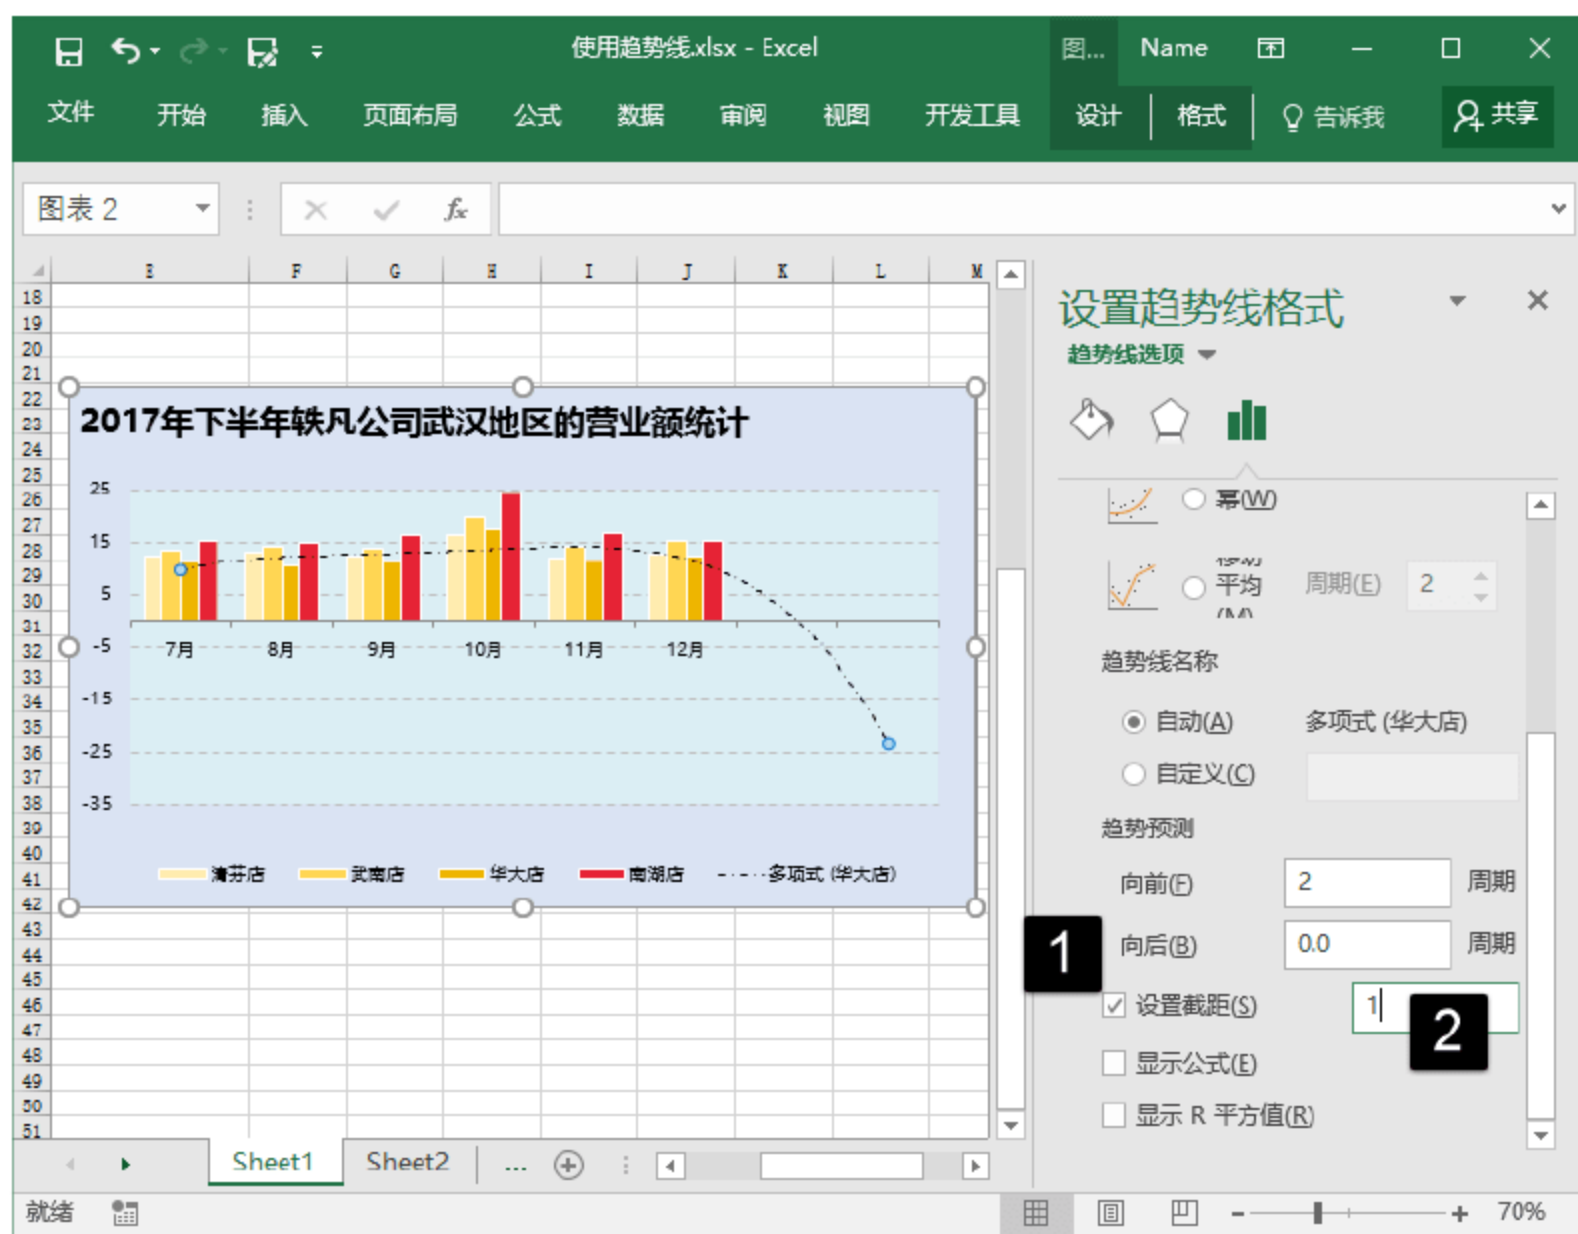 使用趋势线.xlsx - Excel
图... Name
文件 开始 插入 页面布局 公式 数据 审阅 视图 开发工具 设计 格式 告诉我 共享
图表 2 fx
E F G H I J K L M
18
19
20
21
22
23
24
25
26
27
28
29
30
31
32
33
34
35
36
37
38
39
40
41
42
43
44
45
46
47
48
49
50
51
2017年下半年轶凡公司武汉地区的营业额统计
25
15
5
-5
-15
-25
-35
7月 8月 9月 10月 11月 12月
清芬店 武南店 华大店 南湖店 多项式 (华大店)
设置趋势线格式
趋势线选项
幂(W)
移动
平均 周期(E) 2
(M)
趋势线名称
自动(A) 多项式 (华大店)
自定义(C)
趋势预测
向前(F) 2 周期
1 向后(B) 0.0 周期
设置截距(S) 1 2
显示公式(E)
显示 R 平方值(R)
Sheet1 Sheet2 ...
就绪 70%